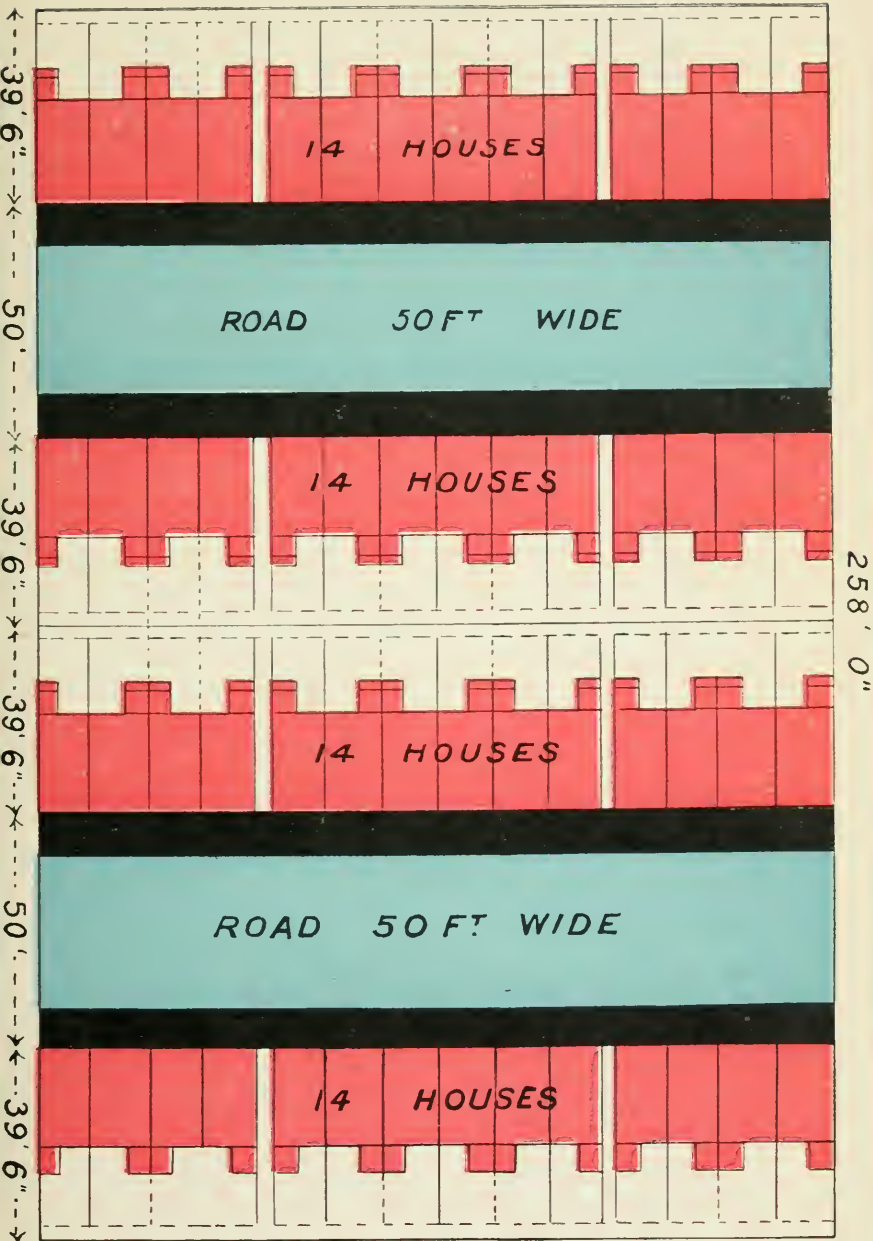 14 HOUSES
ROAD 50 FT WIDE
14 HOUSES
14 HOUSES
ROAD 50 FT. WIDE
14 HOUSES
39' 6"
50'
39' 6"
39' 6"
50'
39' 6"
258' 0"